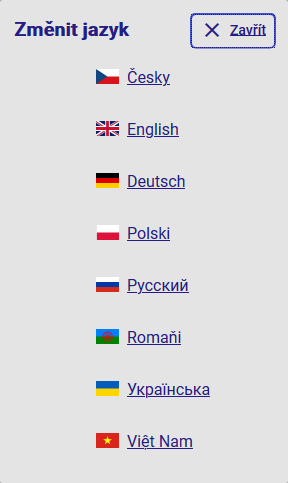 Změnit jazyk
Zavřít
Česky
English
Deutsch
Polski
Русский
Romaňi
Українська
Việt Nam